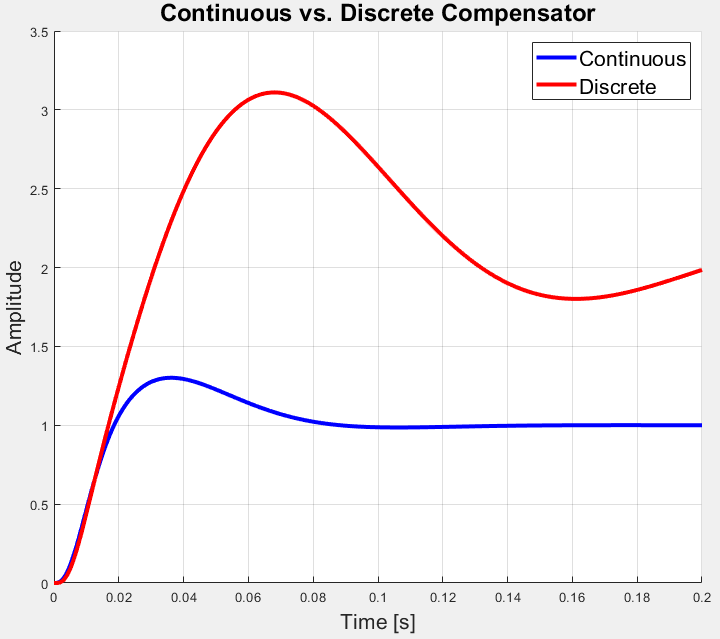 Continuous vs. Discrete Compensator
3.5
3
2.5
2
1.5
1
0.5
0
Amplitude
Continuous
Discrete
0 0.02 0.04 0.06 0.08 0.1 0.12 0.14 0.16 0.18 0.2
Time [s]